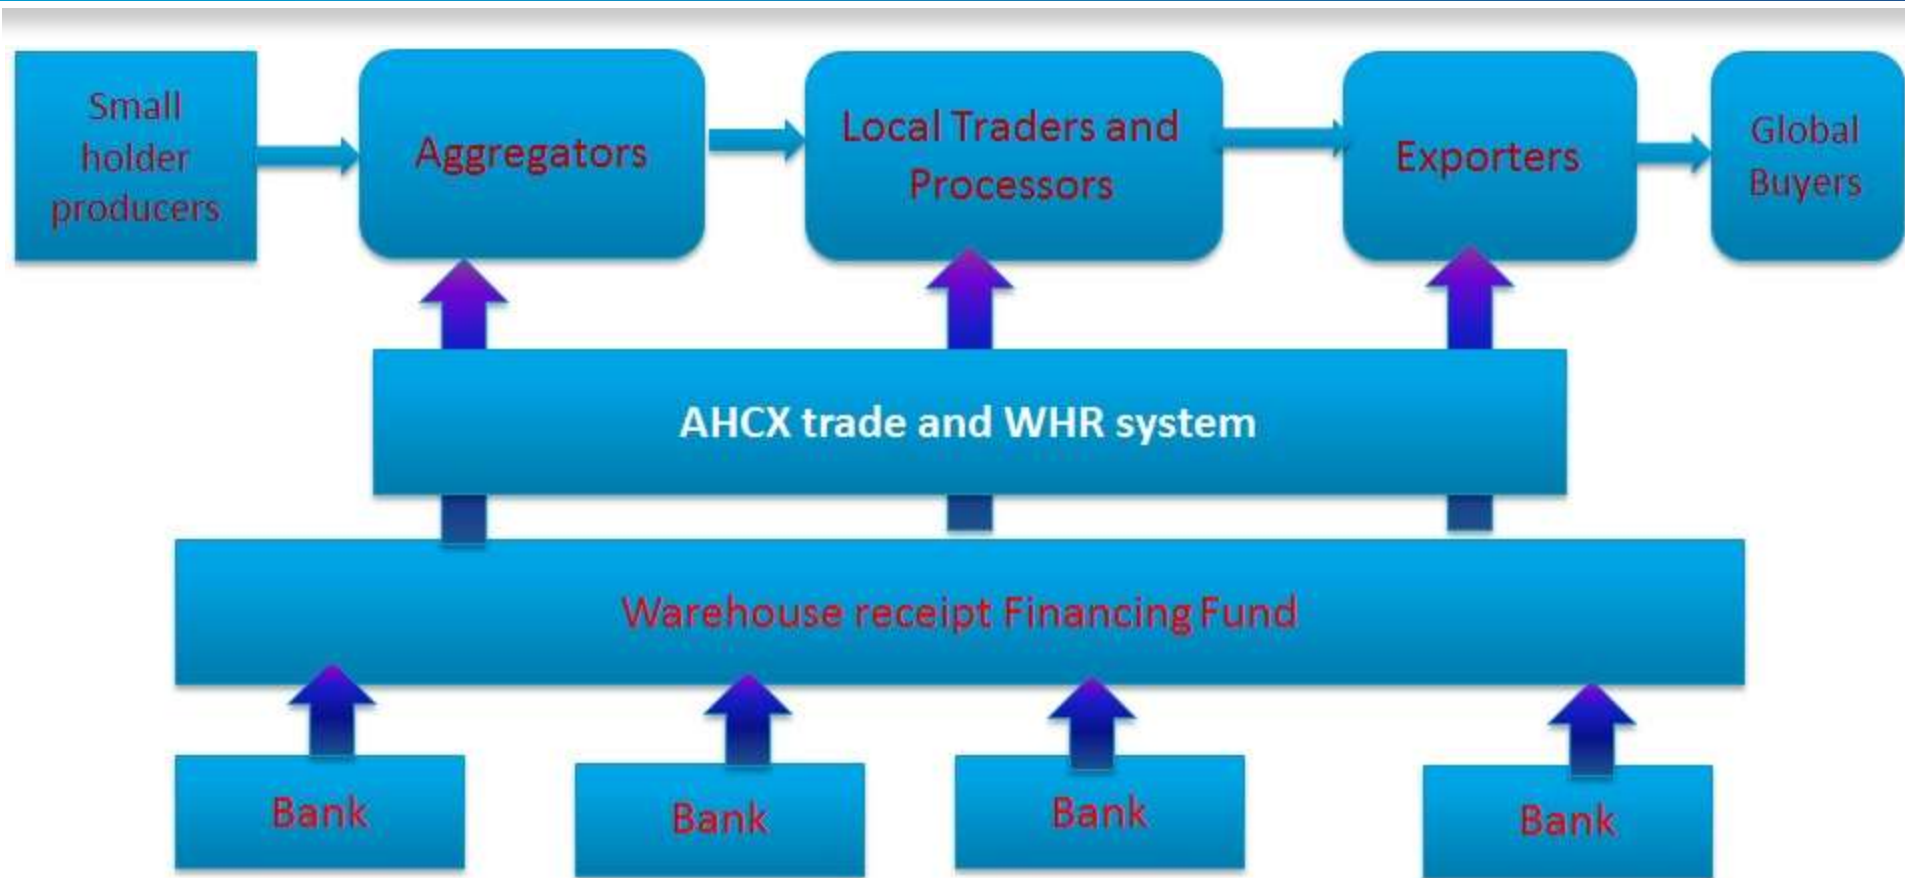 Small
holder
producers
Aggregators
Local Traders and
Processors
Exporters
Global
Buyers
AHCX trade and WHR system
Warehouse receipt Financing Fund
Bank
Bank
Bank
Bank